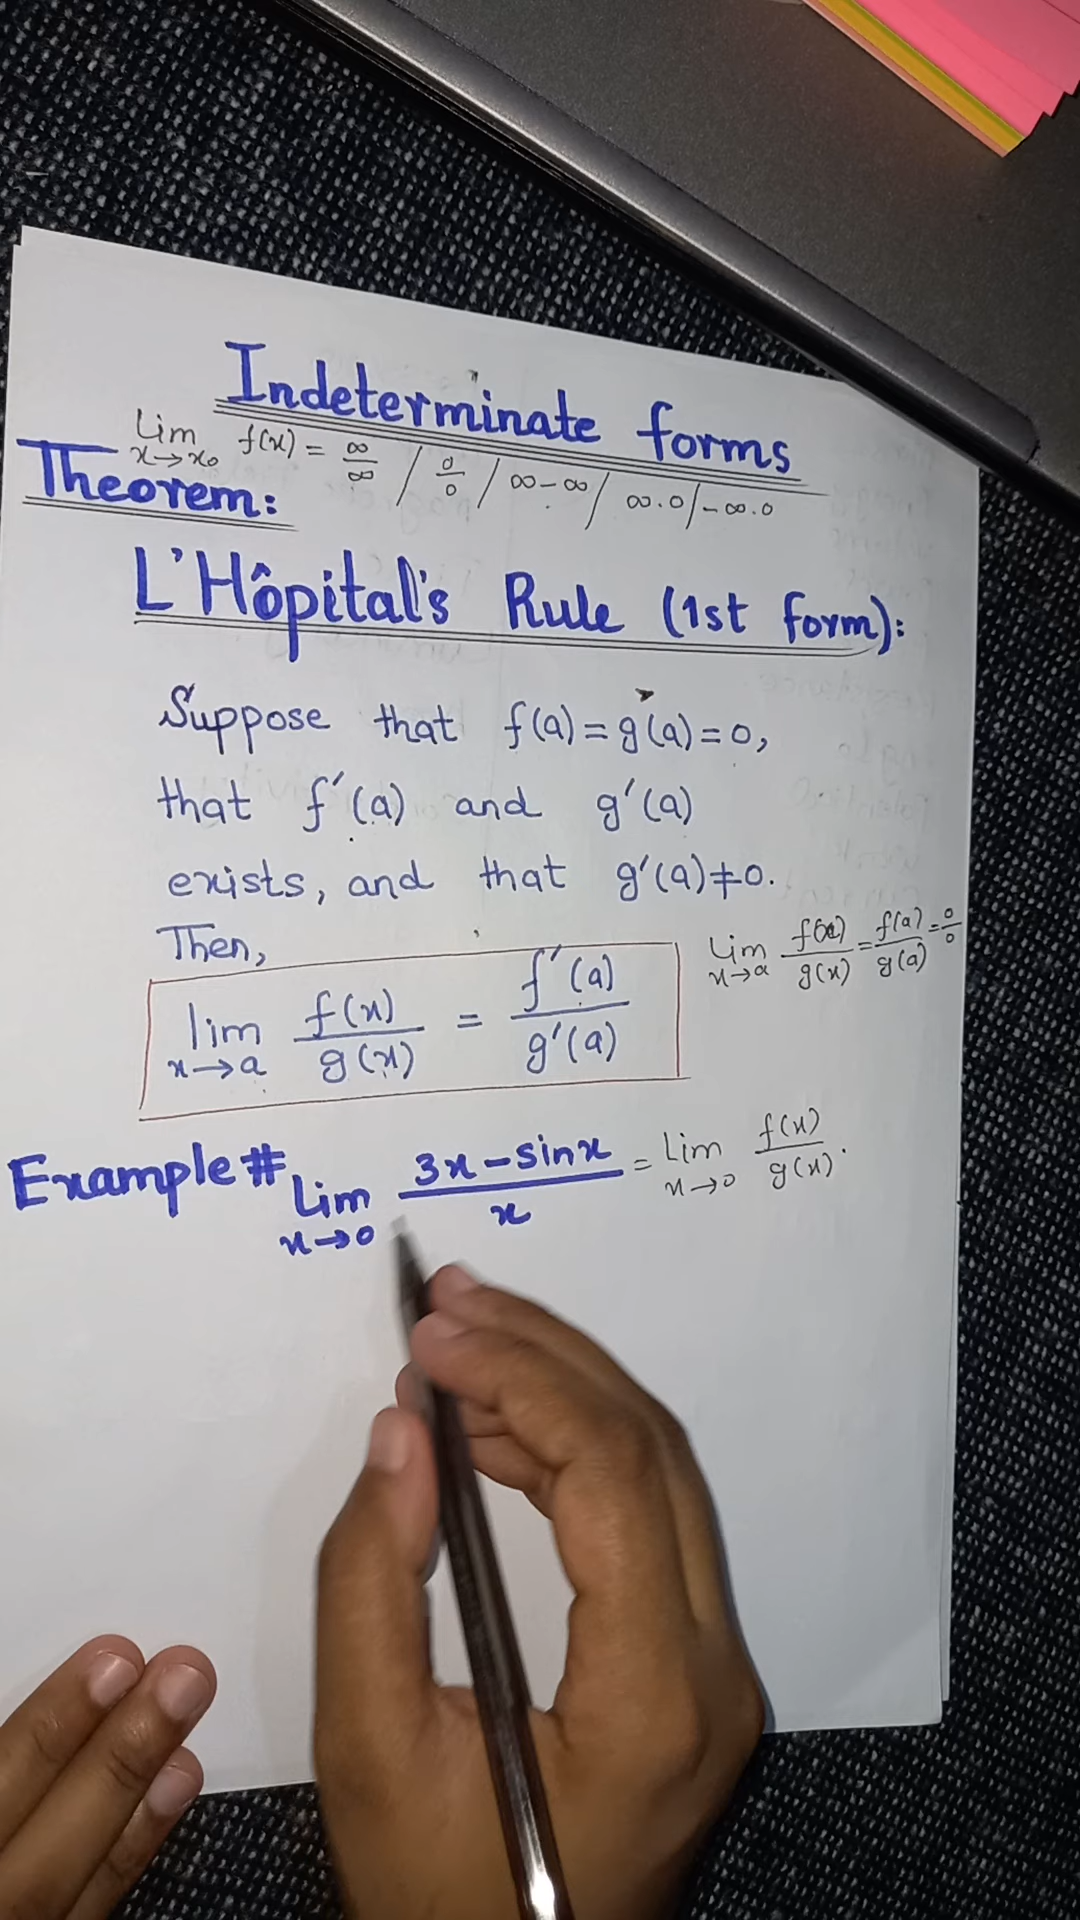 Indeterminate forms
Lim x→x₀ f(x) = ∞/∞ / 0/0 / ∞-∞ / ∞.0 / -∞.0
Theorem:
L'Hôpital's Rule (1st form):
Suppose that f(a) = g(a) = 0,
that f'(a) and g'(a)
exists, and that g'(a) ≠ 0.
Then,
Lim x→a f(x)/g(x) = f(a)/g(a) = 0/0
lim x→a f(x)/g(x) = f'(a)/g'(a)
Example# Lim x→0 (3x-sinx)/x = Lim x→0 f(x)/g(x).